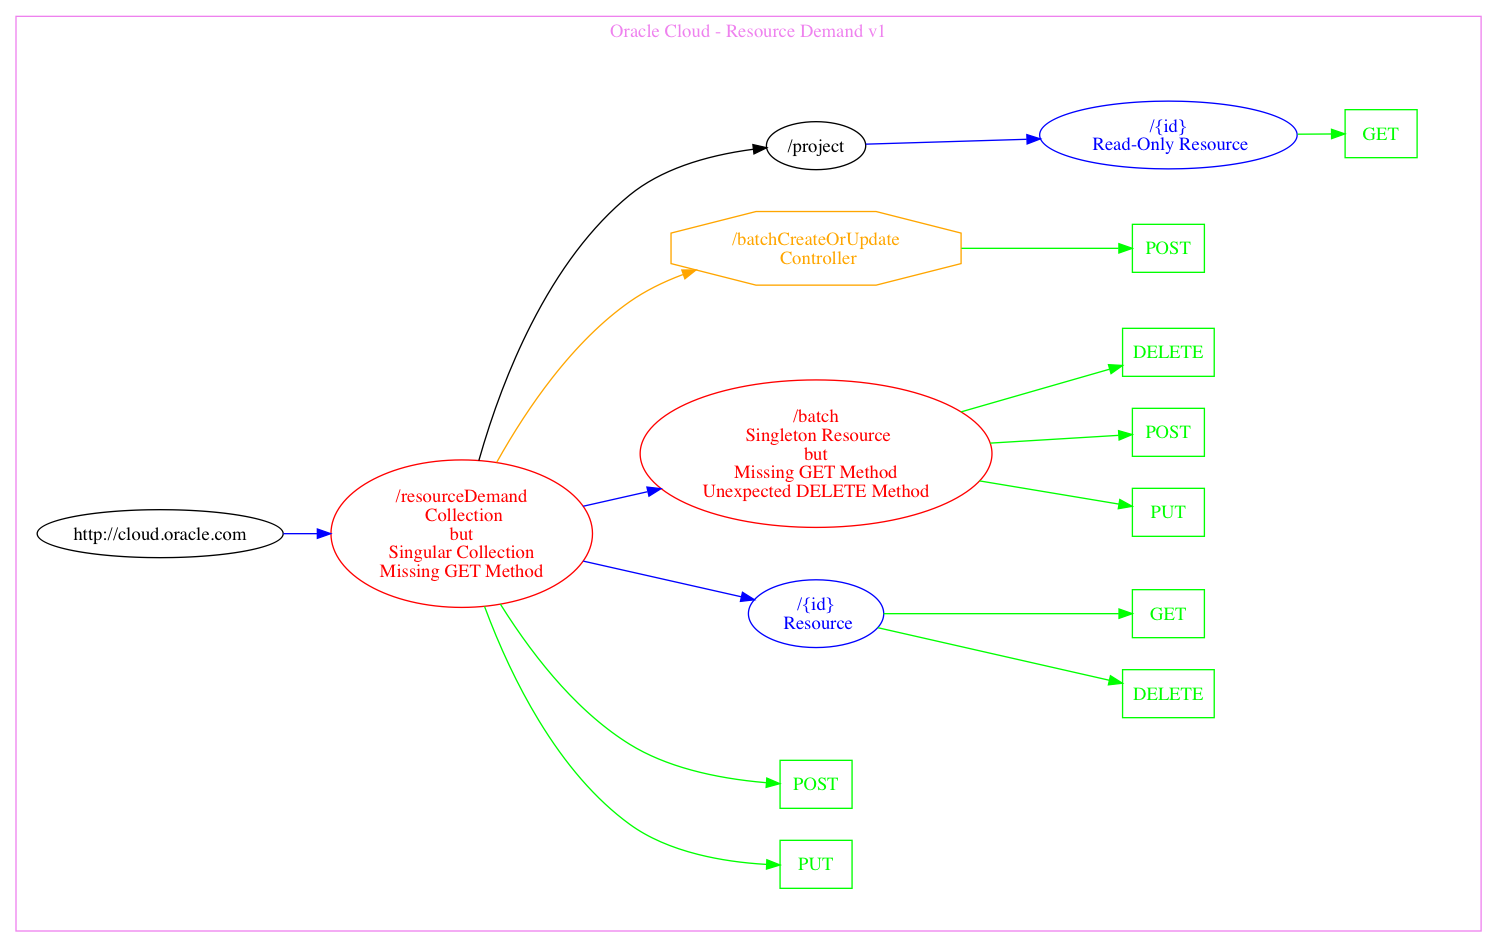 Oracle Cloud - Resource Demand v1
/project
/{id}
Read-Only Resource
GET
/batchCreateOrUpdate
Controller
POST
DELETE
/batch
Singleton Resource
but
Missing GET Method
Unexpected DELETE Method
POST
PUT
http://cloud.oracle.com
/resourceDemand
Collection
but
Singular Collection
Missing GET Method
/{id}
Resource
GET
DELETE
POST
PUT